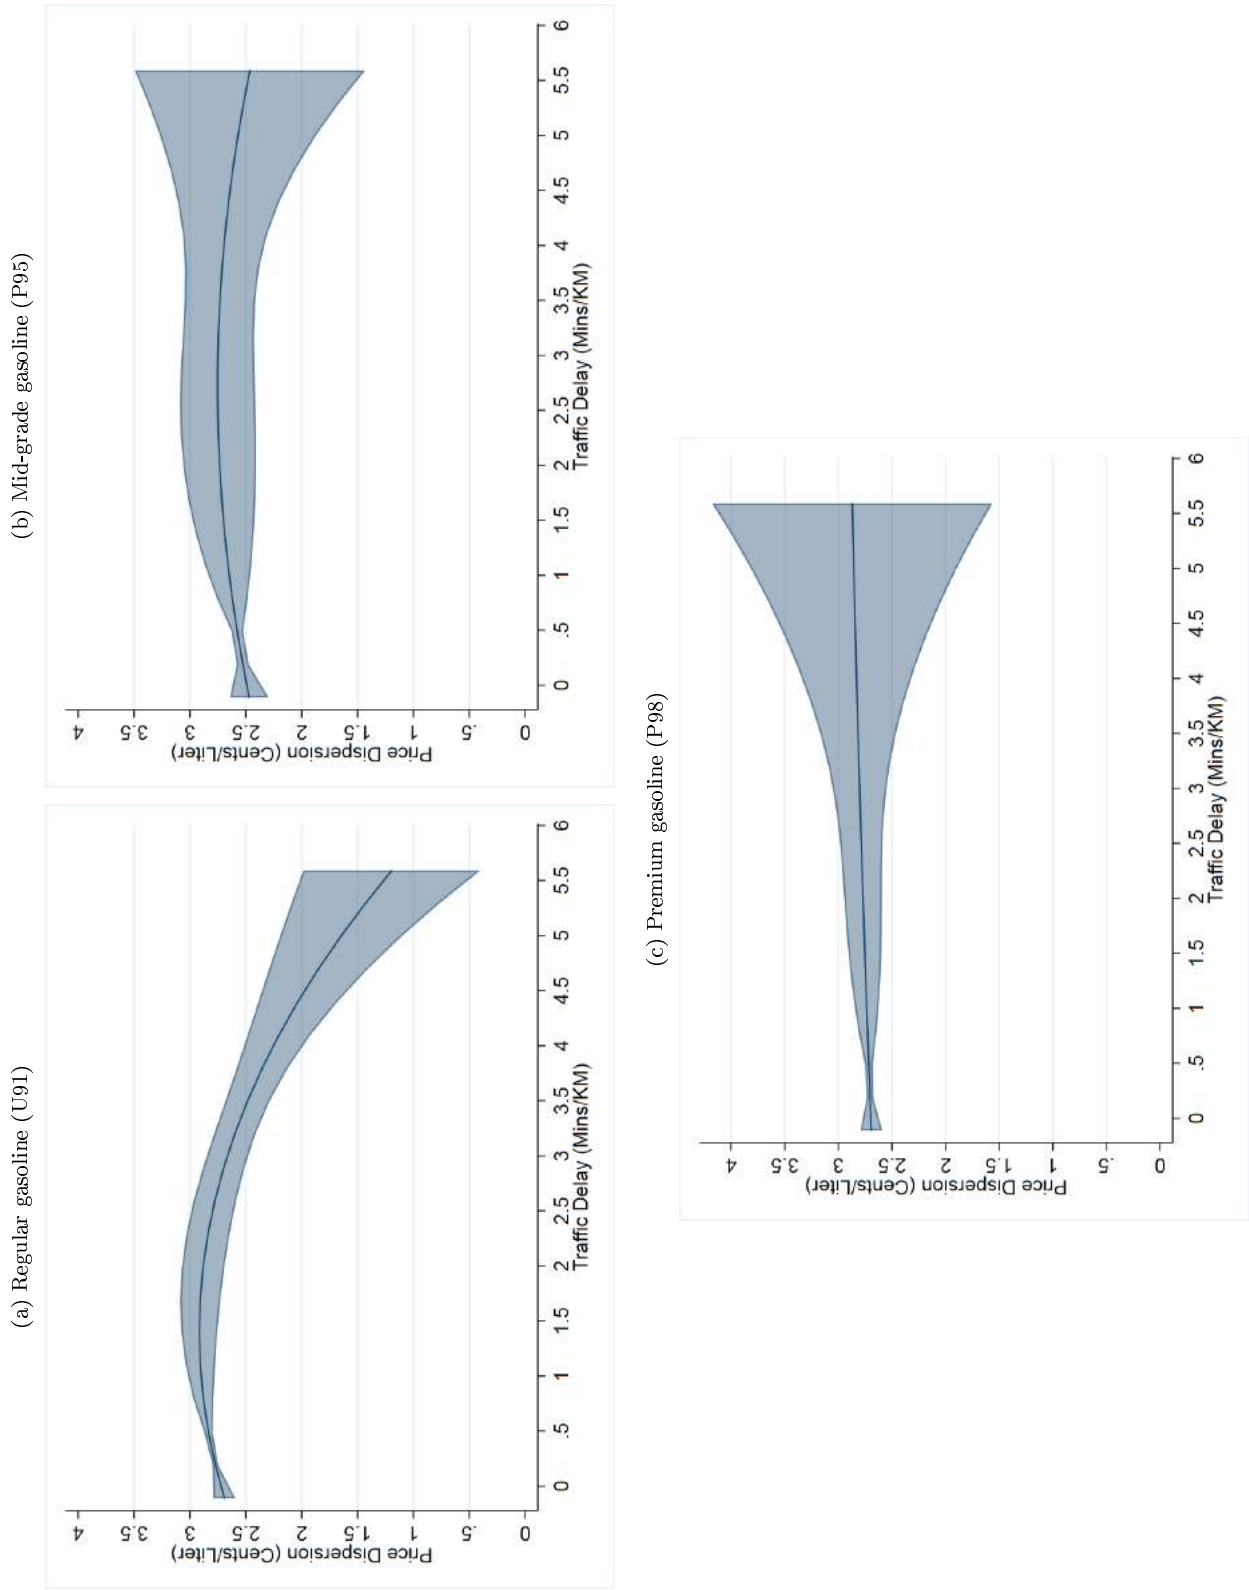 (a) Regular gasoline (U91)
Price Dispersion (Cents/Liter)
4
3.5
3
2.5
2
1.5
1
.5
0
0 .5 1 1.5 2 2.5 3 3.5 4 4.5 5 5.5 6
Traffic Delay (Mins/KM)
(b) Mid-grade gasoline (P95)
Price Dispersion (Cents/Liter)
4
3.5
3
2.5
2
1.5
1
.5
0
0 .5 1 1.5 2 2.5 3 3.5 4 4.5 5 5.5 6
Traffic Delay (Mins/KM)
(c) Premium gasoline (P98)
Price Dispersion (Cents/Liter)
4
3.5
3
2.5
2
1.5
1
.5
0
0 .5 1 1.5 2 2.5 3 3.5 4 4.5 5 5.5 6
Traffic Delay (Mins/KM)